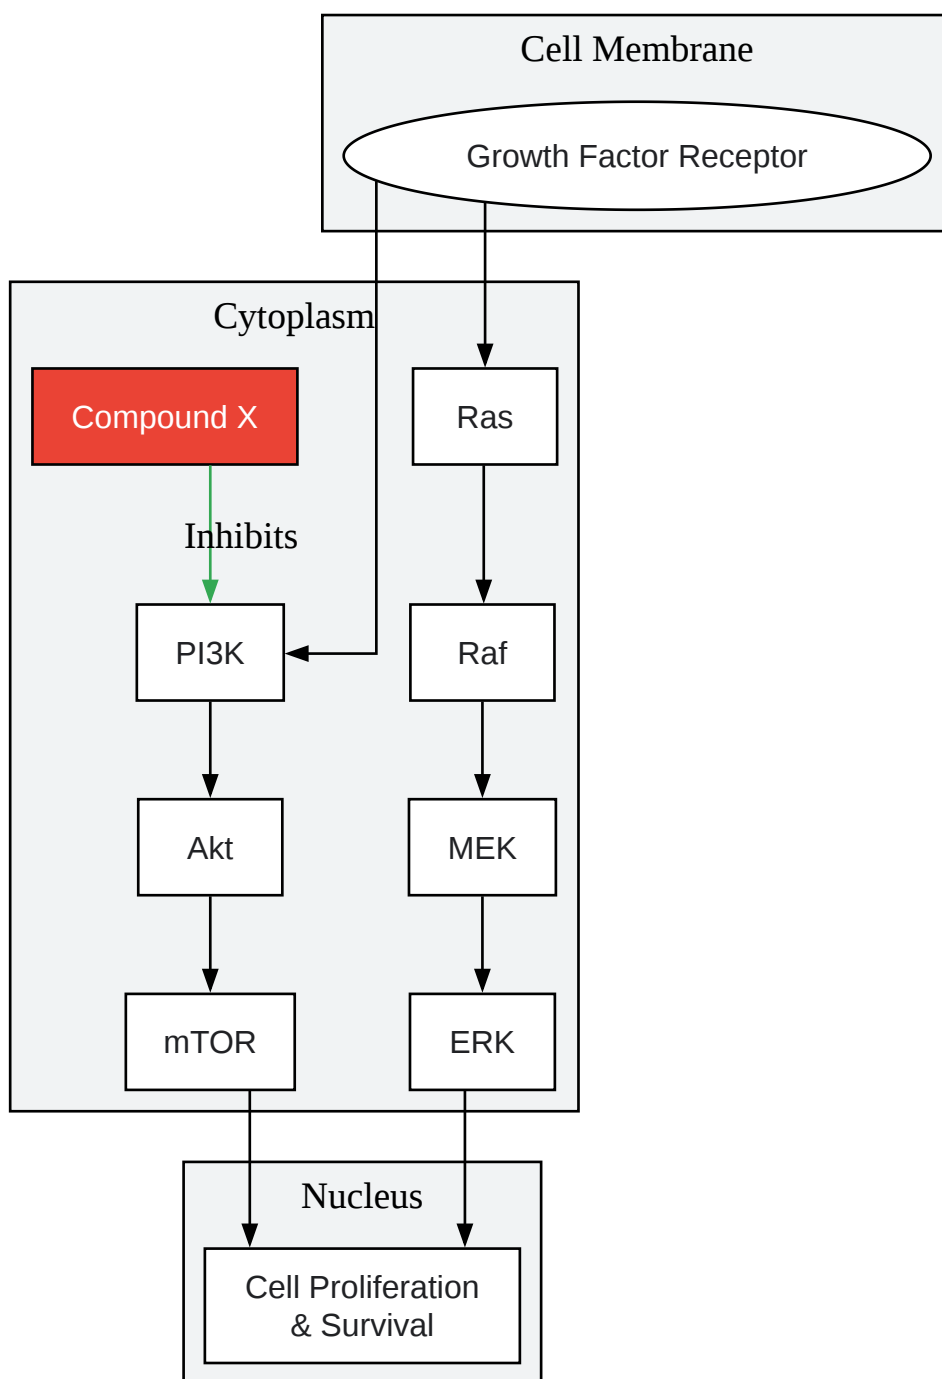 Cell Membrane
Growth Factor Receptor
Cytoplasm
Compound X
Ras
Inhibits
PI3K
Raf
Akt
MEK
mTOR
ERK
Nucleus
Cell Proliferation
& Survival